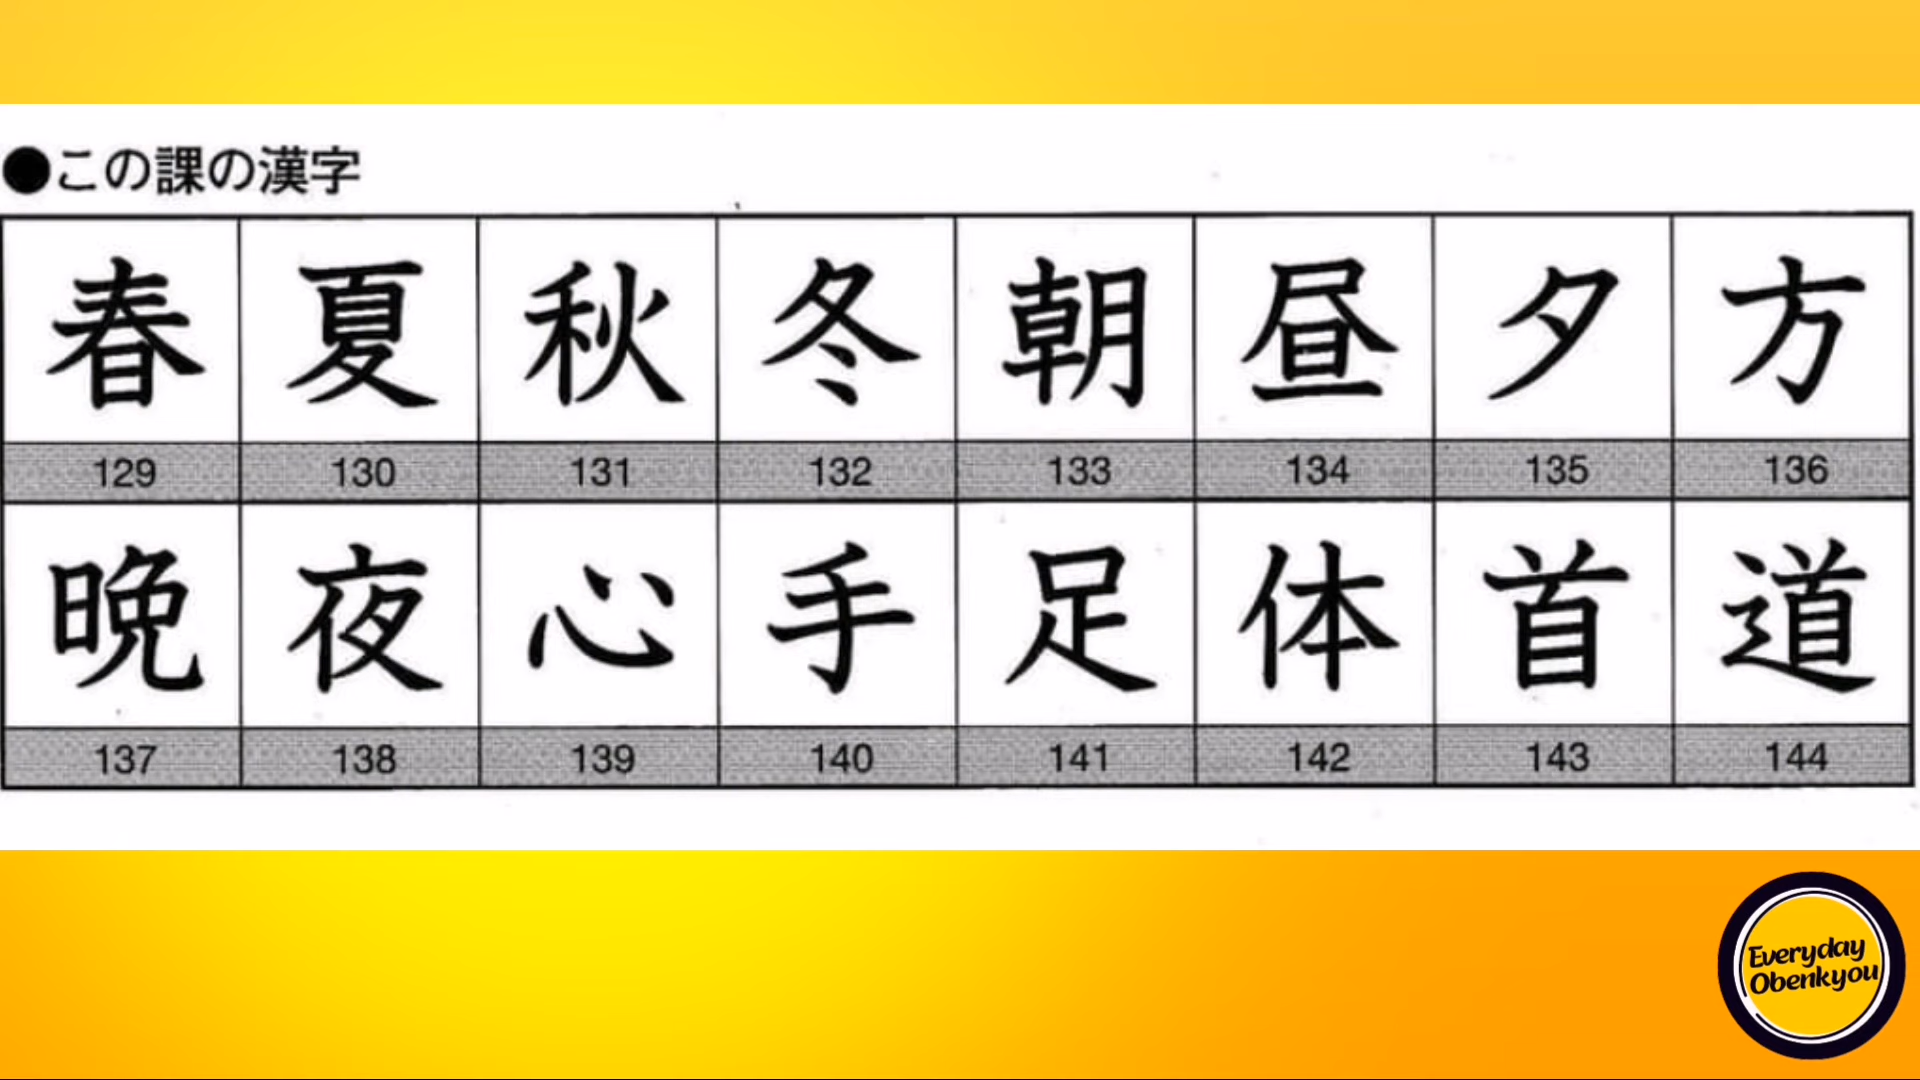 ●この課の漢字
春 夏 秋 冬 朝 昼 夕 方
129 130 131 132 133 134 135 136
晩 夜 心 手 足 体 首 道
137 138 139 140 141 142 143 144
Everyday
Obenkyou